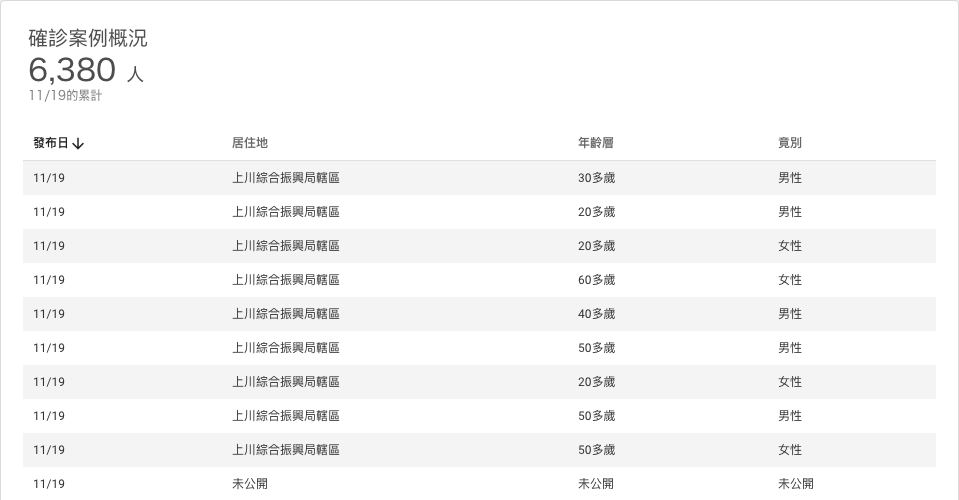 確診案例概況
6,380 人
11/19的累計
發布日↓ 居住地 年齡層 竟別
11/19 上川綜合振興局轄區 30多歲 男性
11/19 上川綜合振興局轄區 20多歲 男性
11/19 上川綜合振興局轄區 20多歲 女性
11/19 上川綜合振興局轄區 60多歲 女性
11/19 上川綜合振興局轄區 40多歲 男性
11/19 上川綜合振興局轄區 50多歲 男性
11/19 上川綜合振興局轄區 20多歲 女性
11/19 上川綜合振興局轄區 50多歲 男性
11/19 上川綜合振興局轄區 50多歲 女性
11/19 未公開 未公開 未公開